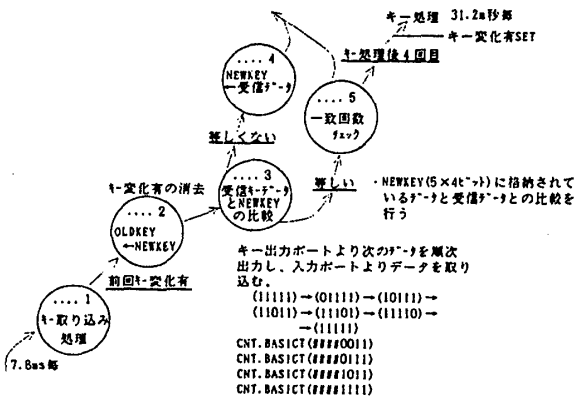 キー処理 31.2m秒毎
キー変化有SET
キー処理後4回目
.... 4
NEWKEY
←受信データ
.... 5
一致回数
チェック
等しくない
キー変化有の消去
.... 3
受信キーデータ
とNEWKEY
の比較
等しい
・NEWKEY(5×4ビット)に格納されて
いるデータと受信データとの比較を
行う
.... 2
OLDKEY
←NEWKEY
前回キー変化有
キー出力ポートより次のデータを順次
出力し、入力ポートよりデータを取り
込む。
(11111)→(01111)→(10111)→
(11011)→(11101)→(11110)→
→(11111)
.... 1
キー取り込み
処理
7.8ms毎
CNT.BASICT(####0011)
CNT.BASICT(####0111)
CNT.BASICT(####1011)
CNT.BASICT(####1111)